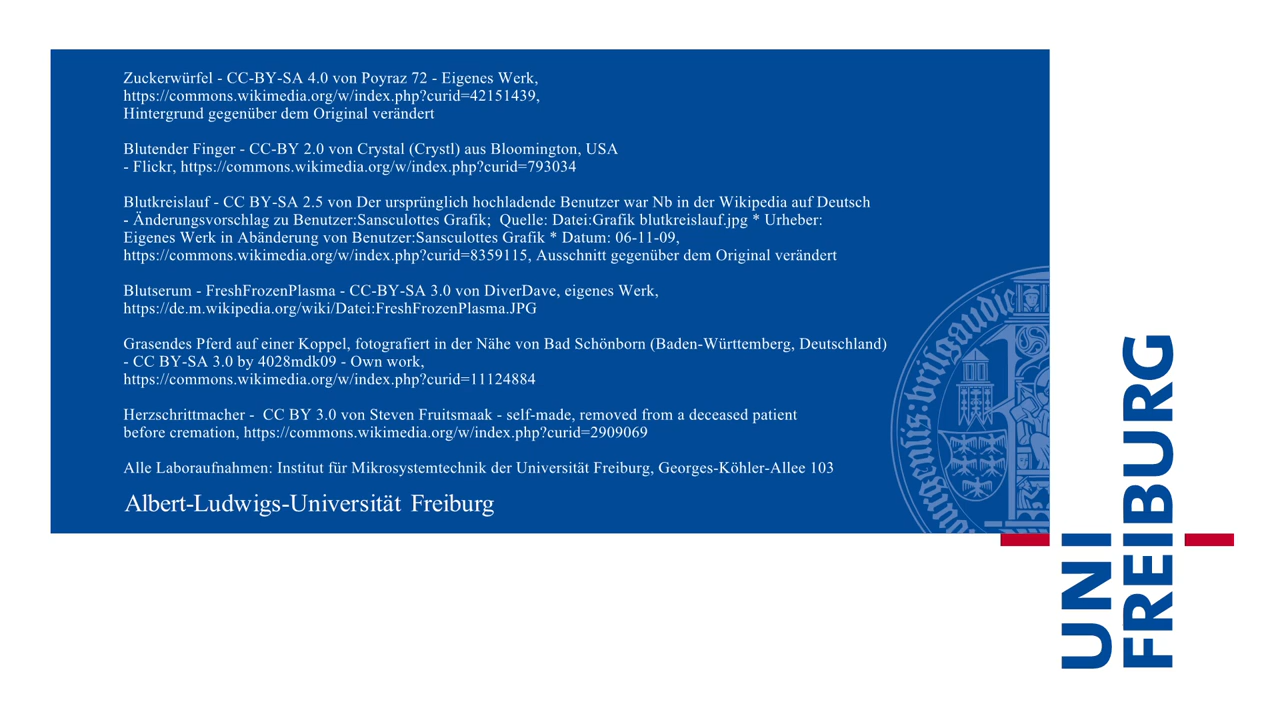 Zuckerwürfel - CC-BY-SA 4.0 von Poyraz 72 - Eigenes Werk,
https://commons.wikimedia.org/w/index.php?curid=42151439,
Hintergrund gegenüber dem Original verändert
Blutender Finger - CC-BY 2.0 von Crystal (Crystl) aus Bloomington, USA
- Flickr, https://commons.wikimedia.org/w/index.php?curid=793034
Blutkreislauf - CC BY-SA 2.5 von Der ursprünglich hochladende Benutzer war Nb in der Wikipedia auf Deutsch
- Änderungsvorschlag zu Benutzer:Sansculottes Grafik;  Quelle: Datei:Grafik blutkreislauf.jpg * Urheber:
Eigenes Werk in Abänderung von Benutzer:Sansculottes Grafik * Datum: 06-11-09,
https://commons.wikimedia.org/w/index.php?curid=8359115, Ausschnitt gegenüber dem Original verändert
Blutserum - FreshFrozenPlasma - CC-BY-SA 3.0 von DiverDave, eigenes Werk,
https://de.m.wikipedia.org/wiki/Datei:FreshFrozenPlasma.JPG
Grasendes Pferd auf einer Koppel, fotografiert in der Nähe von Bad Schönborn (Baden-Württemberg, Deutschland)
- CC BY-SA 3.0 by 4028mdk09 - Own work,
https://commons.wikimedia.org/w/index.php?curid=11124884
Herzschrittmacher -  CC BY 3.0 von Steven Fruitsmaak - self-made, removed from a deceased patient
before cremation, https://commons.wikimedia.org/w/index.php?curid=2909069
Alle Laboraufnahmen: Institut für Mikrosystemtechnik der Universität Freiburg, Georges-Köhler-Allee 103
Albert-Ludwigs-Universität Freiburg
UNI
FREIBURG